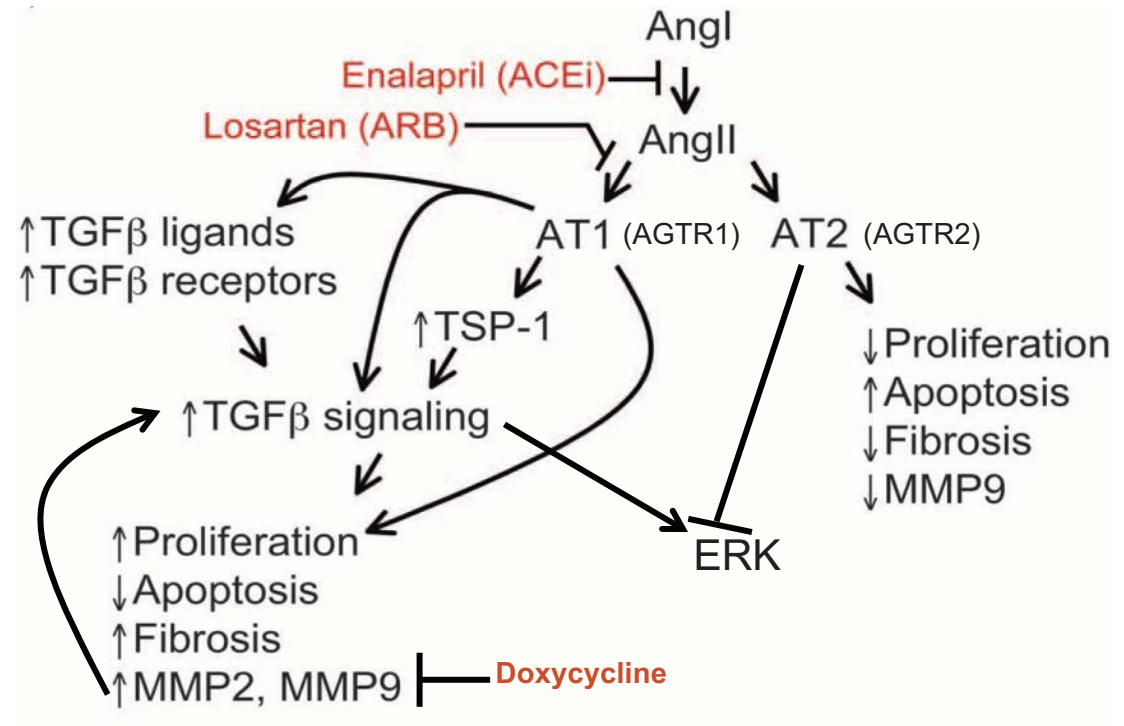 AngI
Enalapril (ACEi)
Losartan (ARB)
AngII
↑TGFβ ligands
↑TGFβ receptors
AT1 (AGTR1)
AT2 (AGTR2)
↑TSP-1
↑TGFβ signaling
↓Proliferation
↑Apoptosis
↓Fibrosis
↓MMP9
ERK
↑Proliferation
↓Apoptosis
↑Fibrosis
↑MMP2, MMP9
Doxycycline